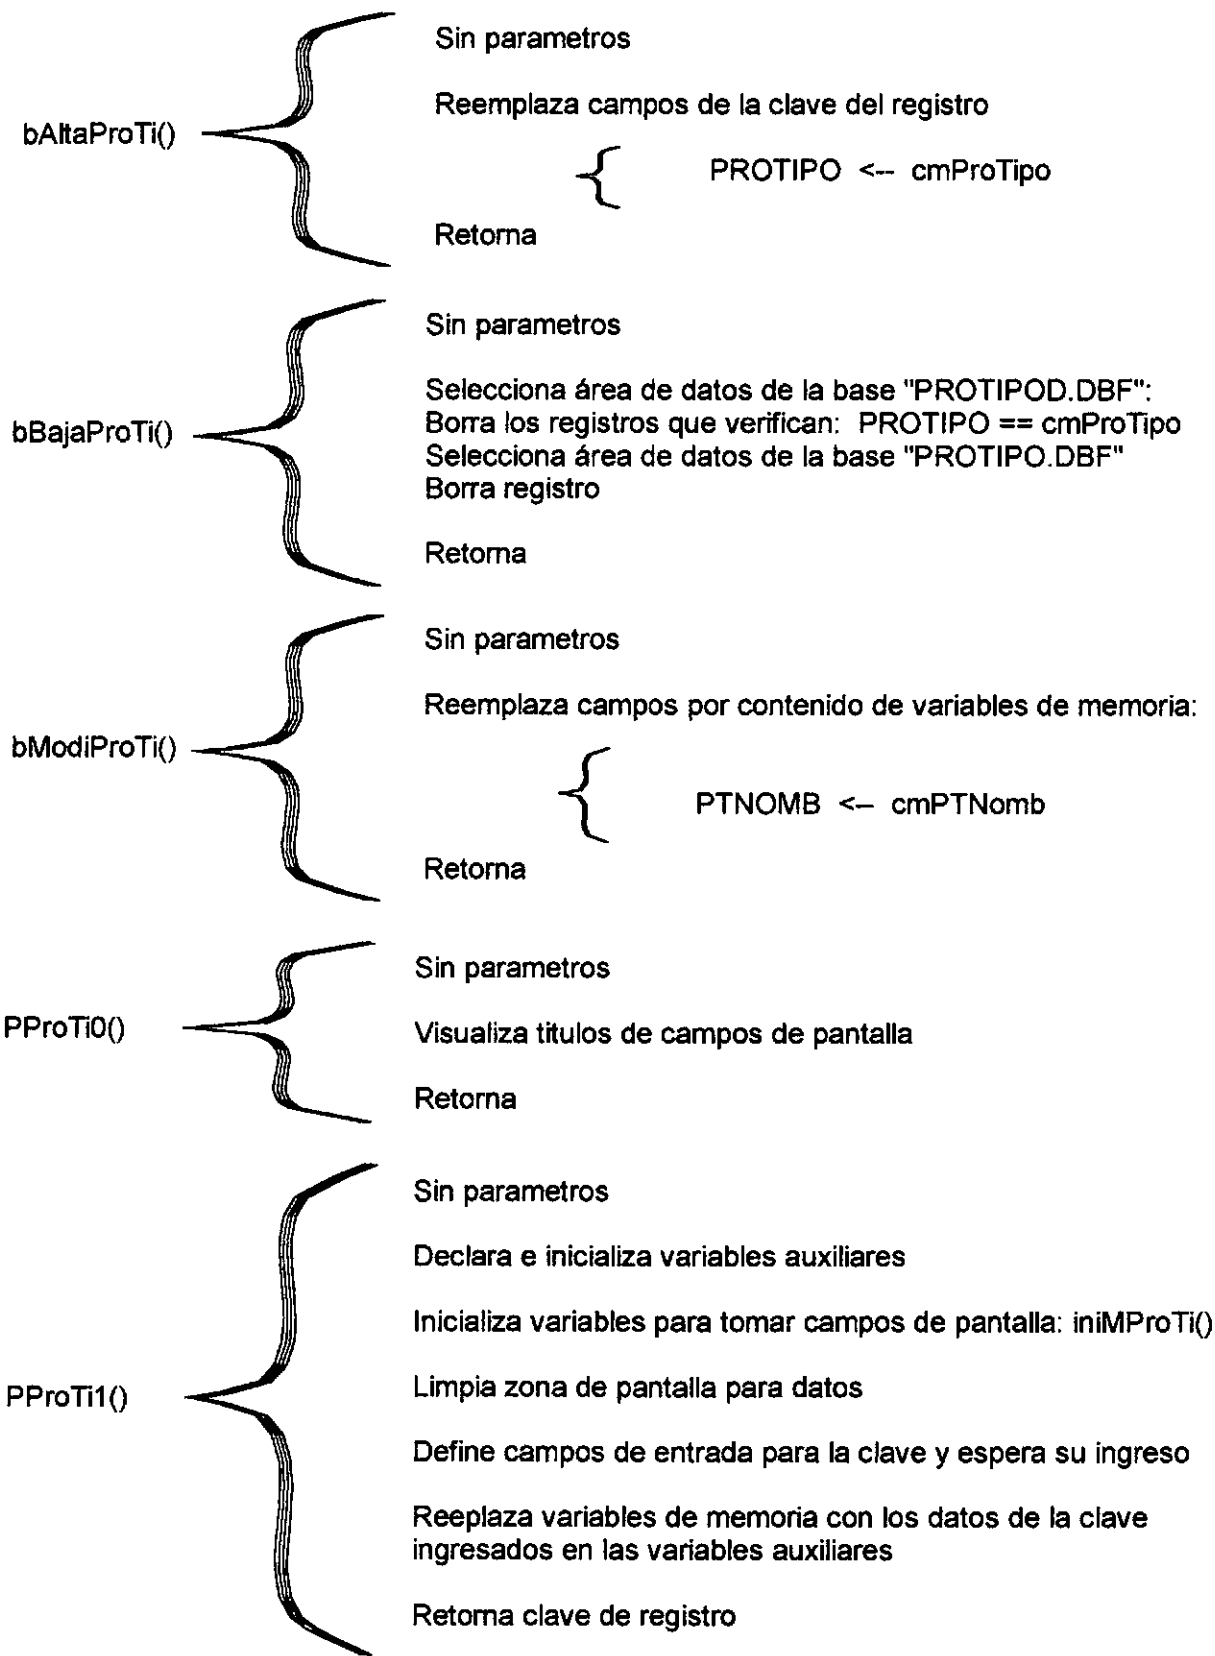 Sin parametros
Reemplaza campos de la clave del registro
bAltaProTi()
PROTIPO <-- cmProTipo
Retorna
Sin parametros
Selecciona área de datos de la base "PROTIPOD.DBF":
Borra los registros que verifican: PROTIPO == cmProTipo
bBajaProTi()
Selecciona área de datos de la base "PROTIPO.DBF"
Borra registro
Retorna
Sin parametros
Reemplaza campos por contenido de variables de memoria:
bModiProTi()
PTNOMB <-- cmPTNomb
Retorna
Sin parametros
PProTi0()
Visualiza titulos de campos de pantalla
Retorna
Sin parametros
Declara e inicializa variables auxiliares
Inicializa variables para tomar campos de pantalla: iniMProTi()
PProTi1()
Limpia zona de pantalla para datos
Define campos de entrada para la clave y espera su ingreso
Reeplaza variables de memoria con los datos de la clave
ingresados en las variables auxiliares
Retorna clave de registro